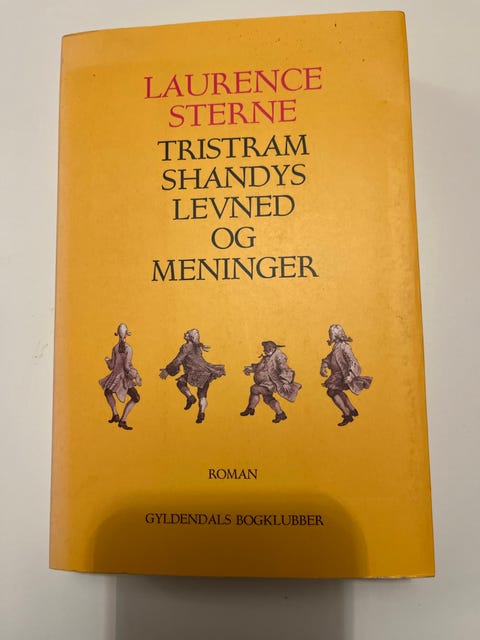 LAURENCE
STERNE
TRISTRAM
SHANDYS
LEVNED
OG
MENINGER
ROMAN
GYLDENDALS BOGKLUBBER